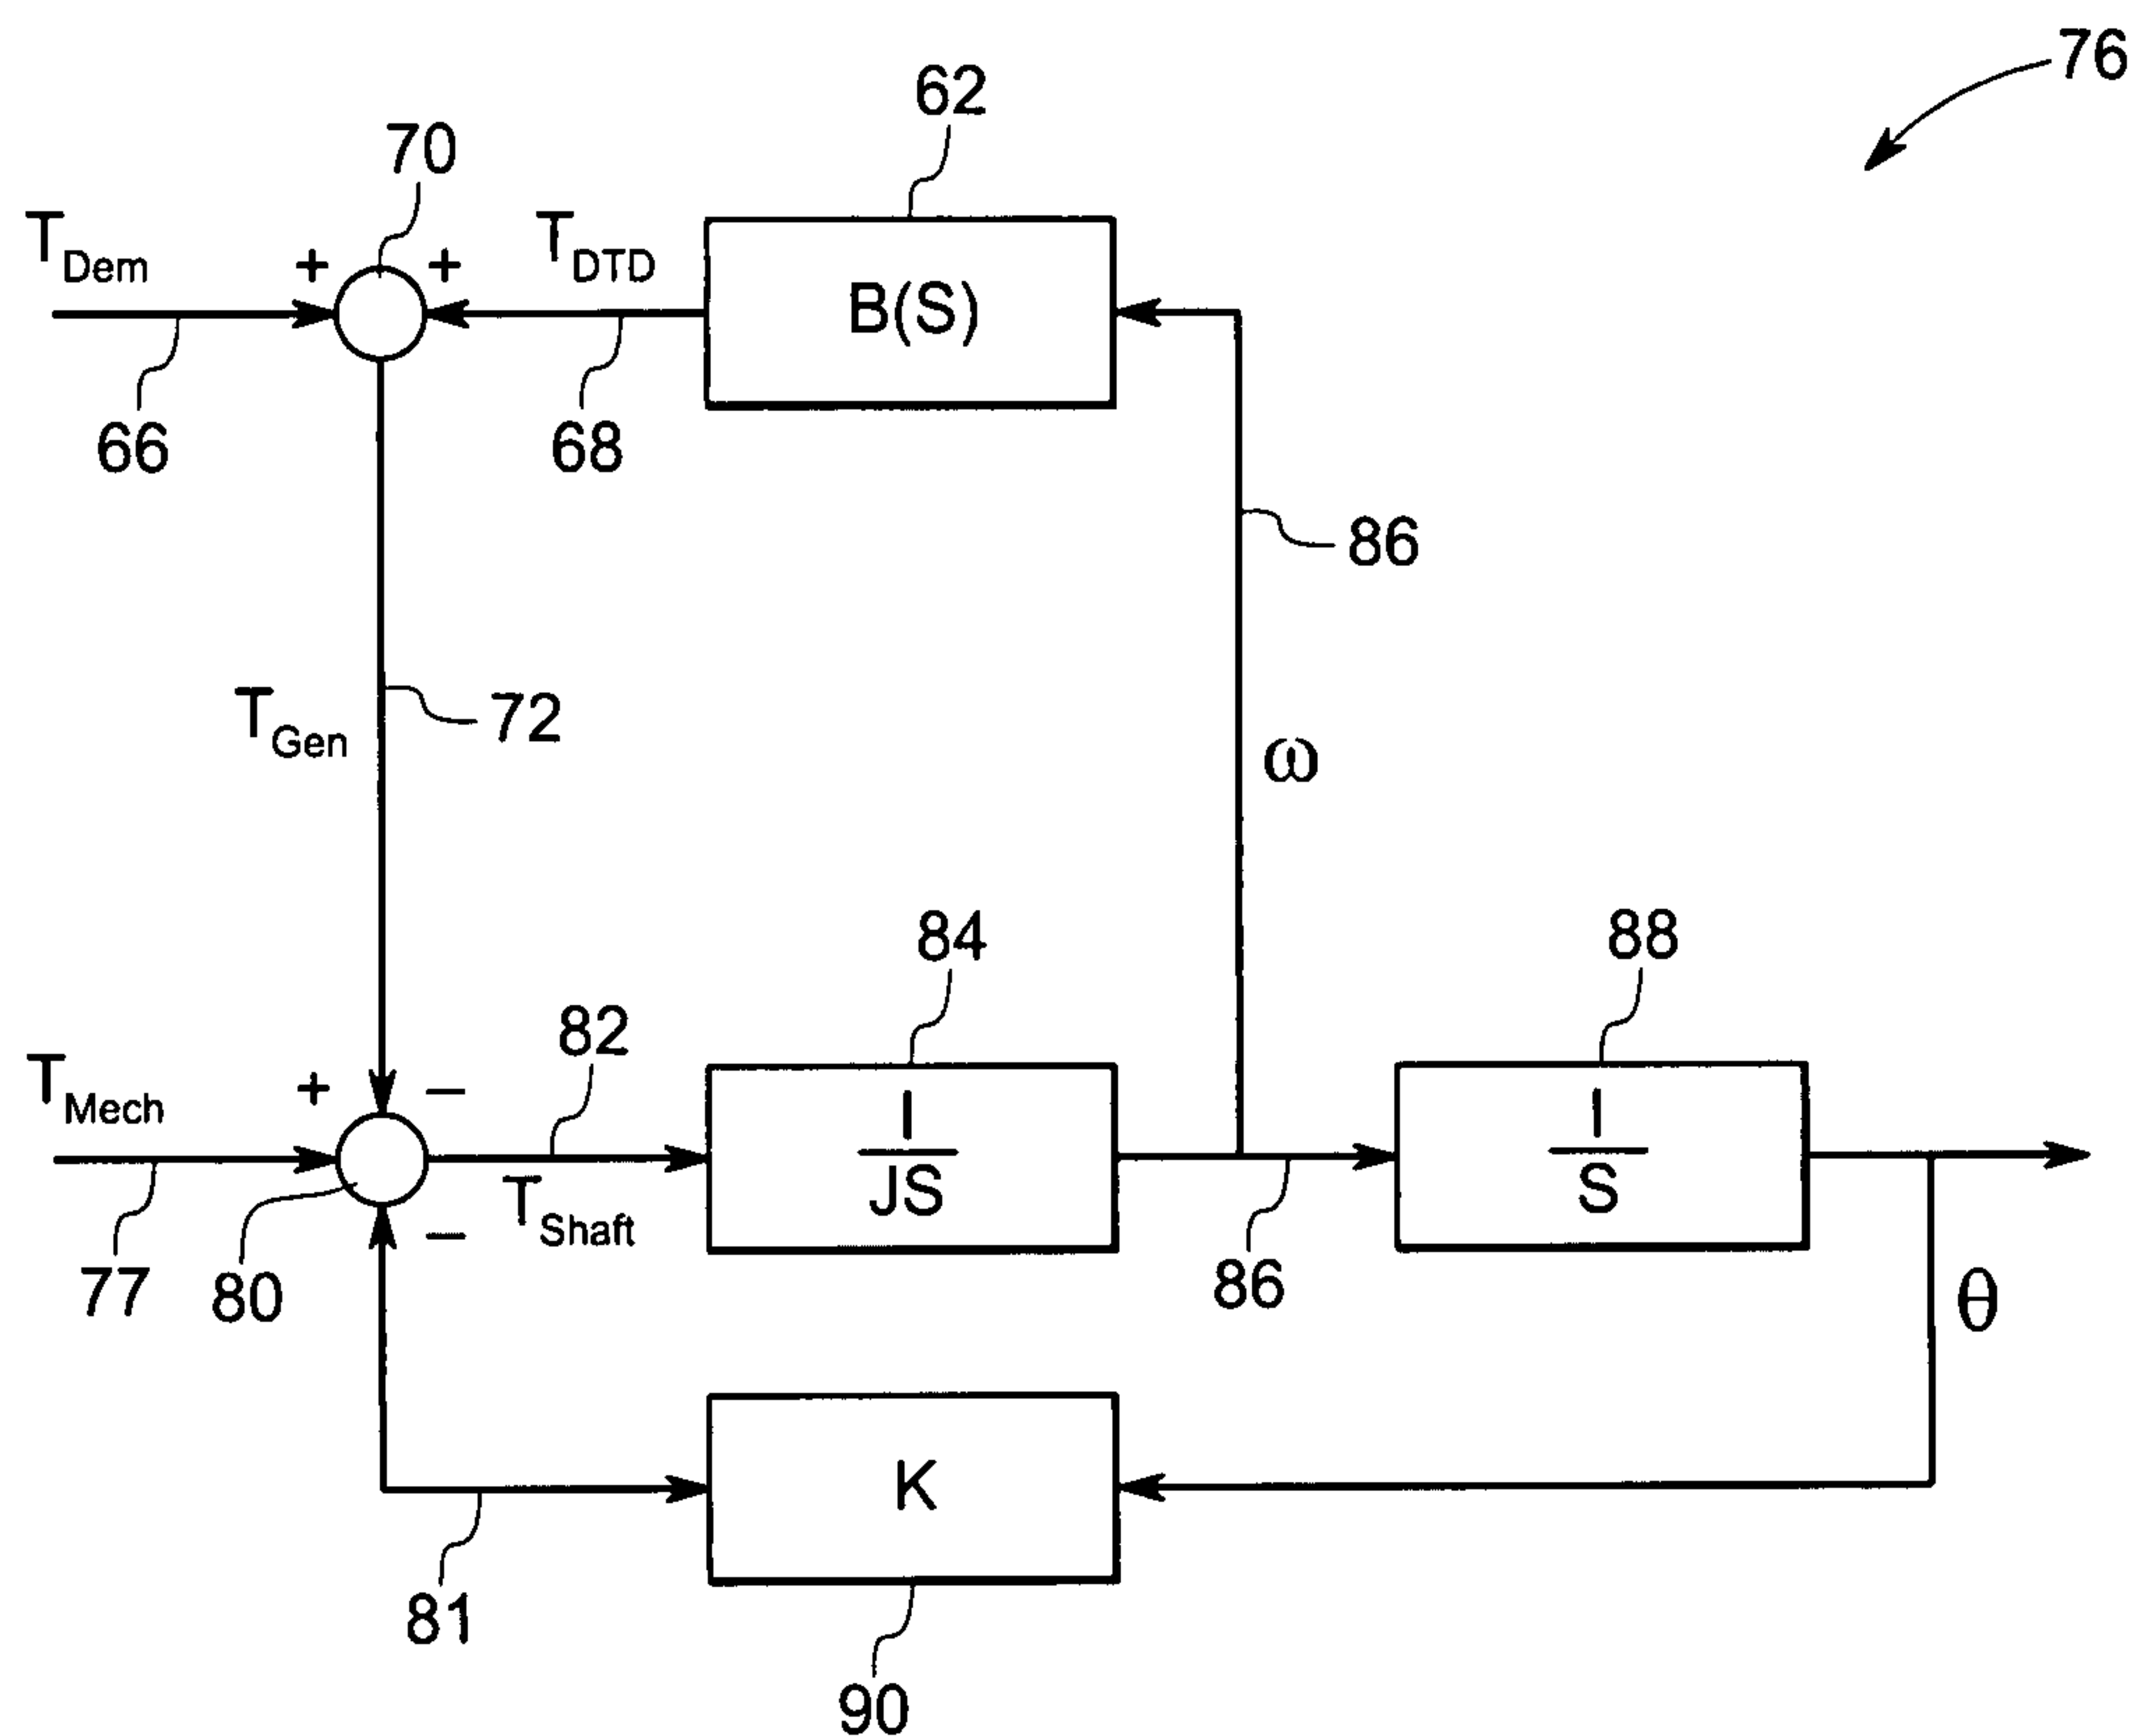 76
62
70
T_Dem
+
+
T_DTD
B(S)
66
68
86
T_Gen
72
ω
84
88
82
T_Mech
+
–
1
JS
1
S
77
80
–
T_Shaft
86
θ
K
81
90